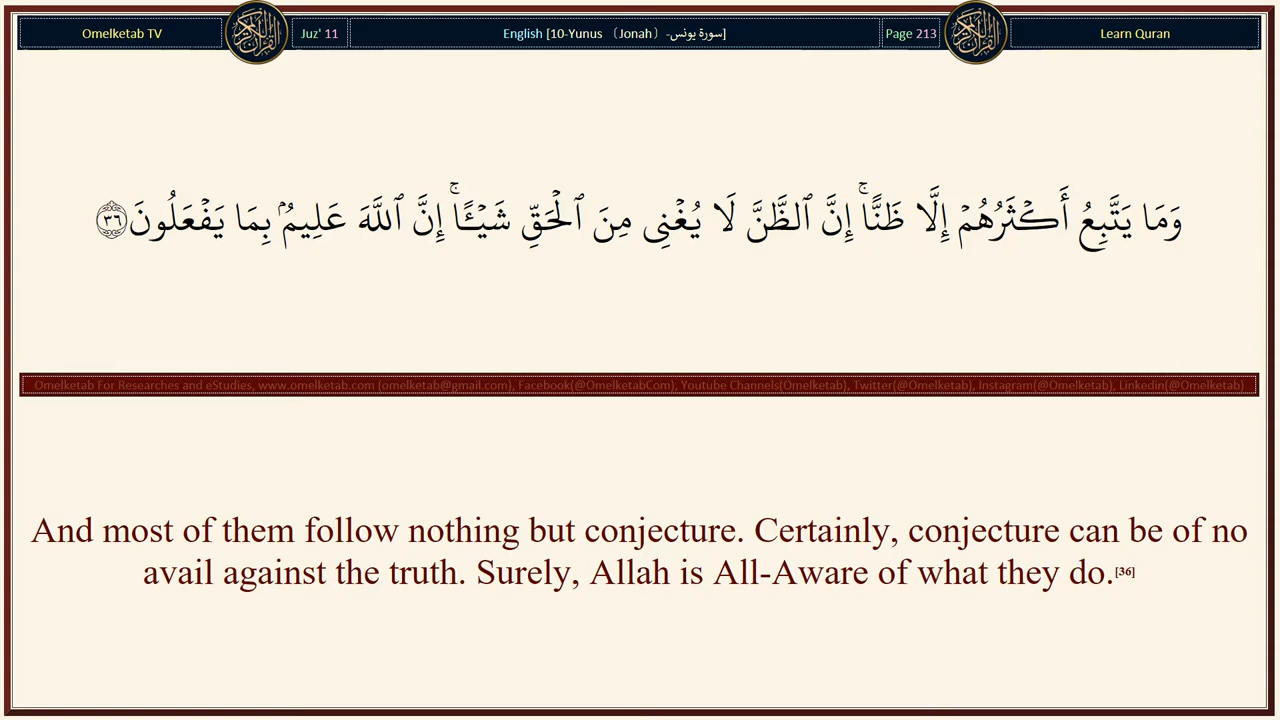 Omelketab TV
Juz' 11
English [10-Yunus (Jonah) -سورة يونس]
Page 213
Learn Quran
وَمَا يَتَّبِعُ أَكۡثَرُهُمۡ إِلَّا ظَنًّاۚ إِنَّ ٱلظَّنَّ لَا يُغۡنِي مِنَ ٱلۡحَقِّ شَيۡـًٔاۚ إِنَّ ٱللَّهَ عَلِيمُۢ بِمَا يَفۡعَلُونَ ٣٦
Omelketab For Researches and eStudies, www.omelketab.com (omelketab@gmail.com), Facebook(@OmelketabCom), Youtube Channels(Omelketab), Twitter(@Omelketab), Instagram(@Omelketab), Linkedin(@Omelketab)
And most of them follow nothing but conjecture. Certainly, conjecture can be of no
avail against the truth. Surely, Allah is All-Aware of what they do.[36]